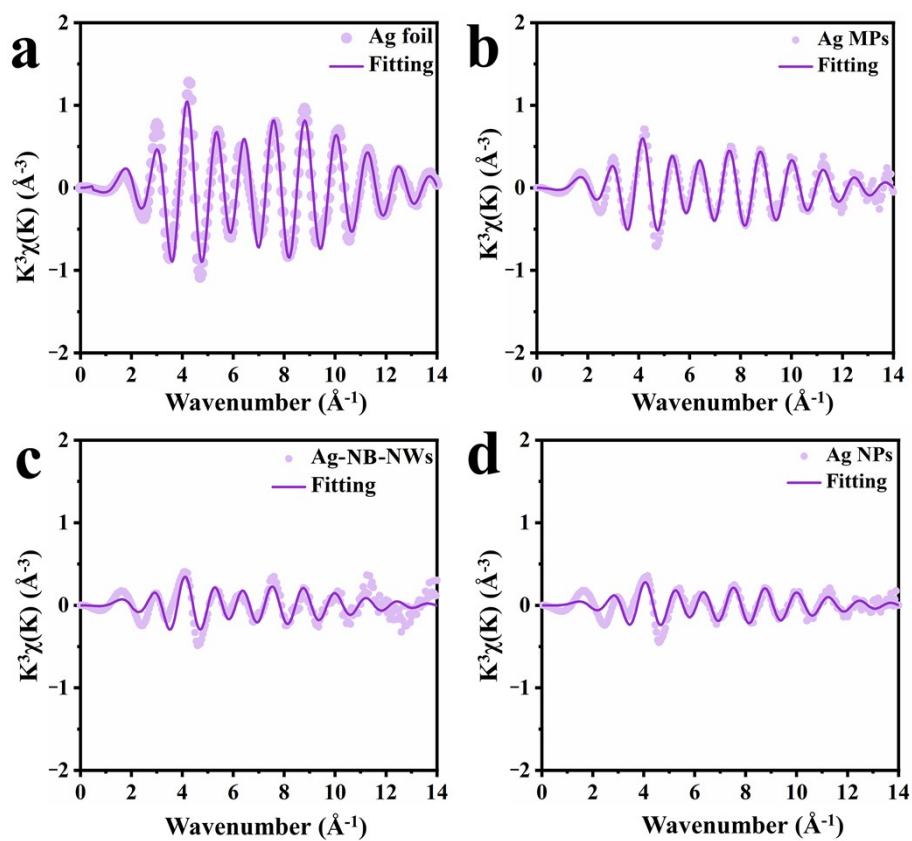 a
Ag foil
Fitting
2
1
0
−1
−2
K³χ(K) (Å⁻³)
0 2 4 6 8 10 12 14
Wavenumber (Å⁻¹)
b
Ag MPs
Fitting
2
1
0
−1
−2
K³χ(K) (Å⁻³)
0 2 4 6 8 10 12 14
Wavenumber (Å⁻¹)
c
Ag-NB-NWs
Fitting
2
1
0
−1
−2
K³χ(K) (Å⁻³)
0 2 4 6 8 10 12 14
Wavenumber (Å⁻¹)
d
Ag NPs
Fitting
2
1
0
−1
−2
K³χ(K) (Å⁻³)
0 2 4 6 8 10 12 14
Wavenumber (Å⁻¹)